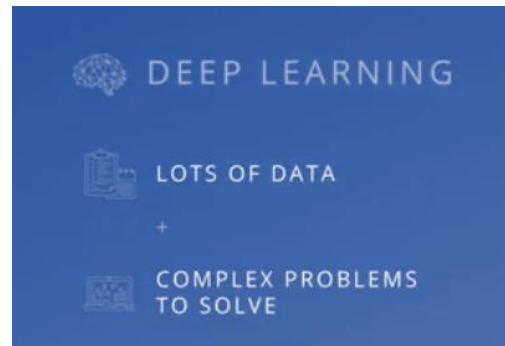 DEEP LEARNING
LOTS OF DATA
+
COMPLEX PROBLEMS
TO SOLVE